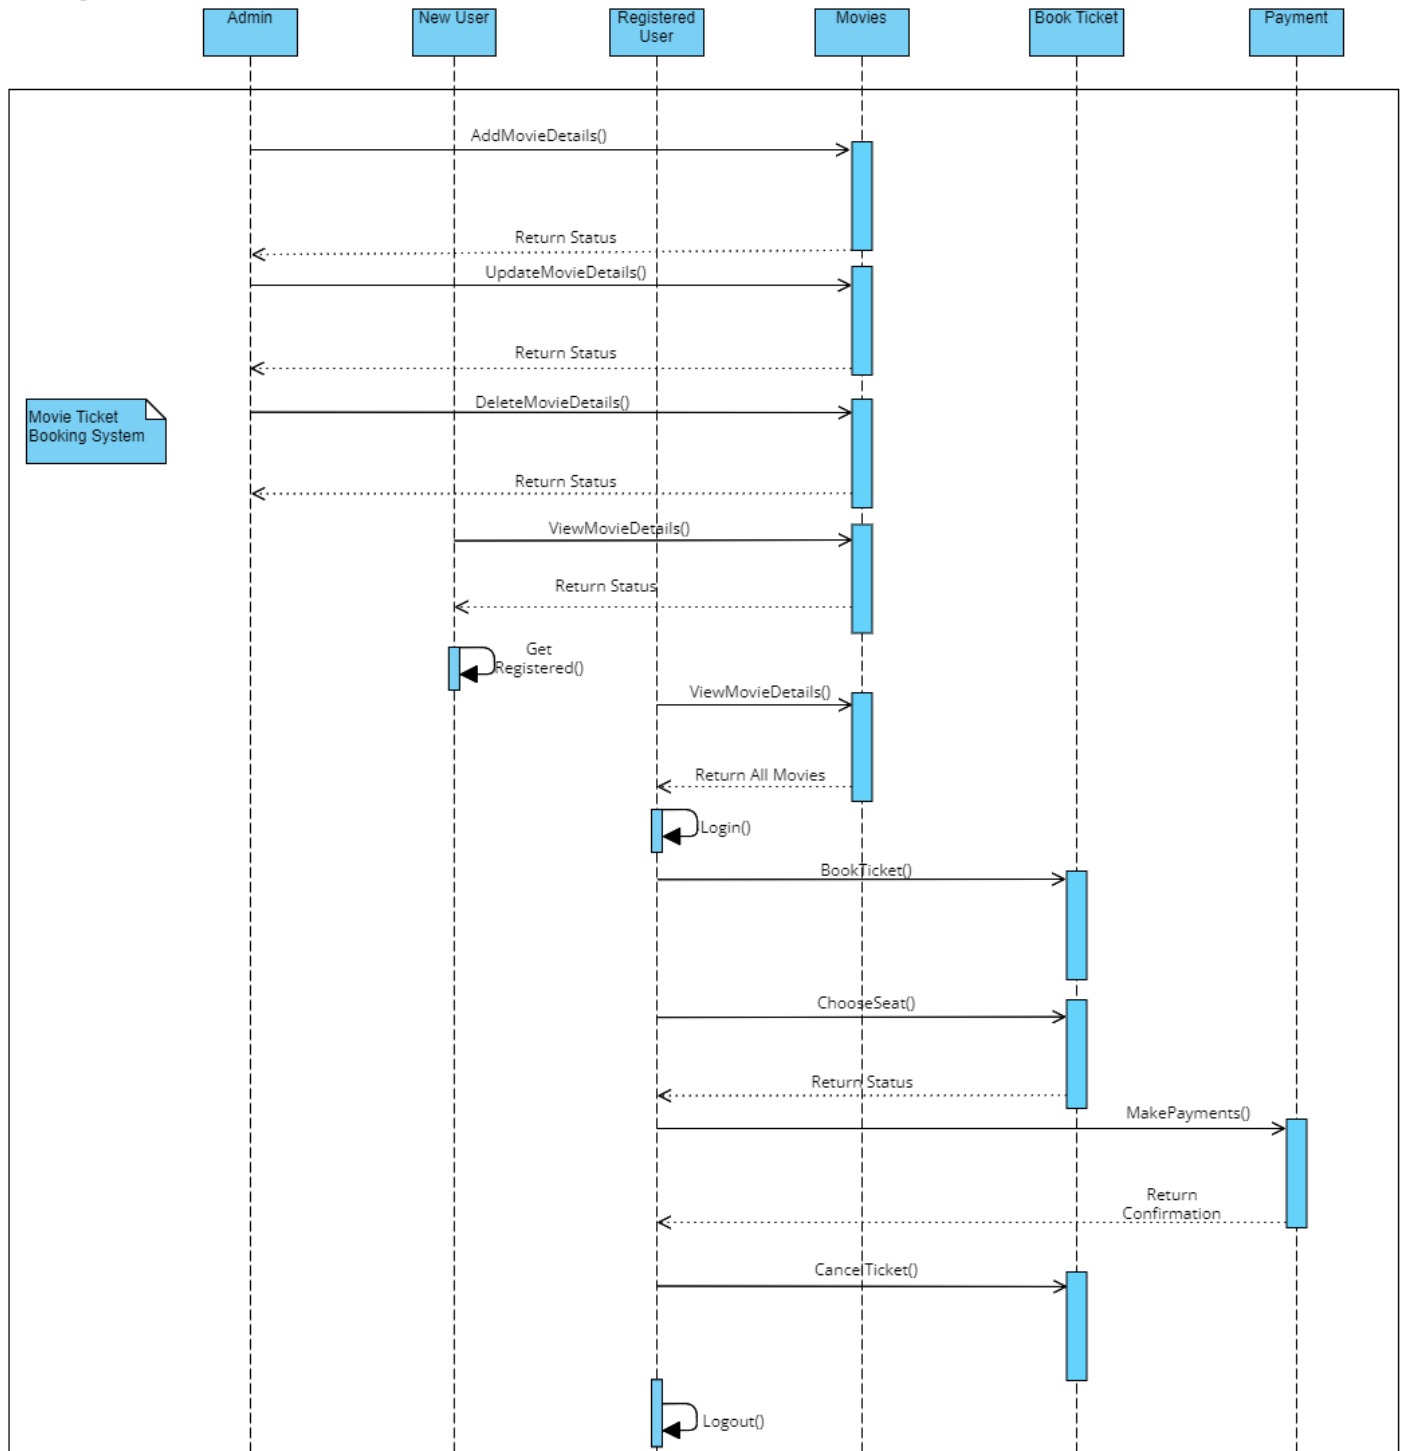 Admin
New User
Registered
User
Movies
Book Ticket
Payment
AddMovieDetails()
Return Status
UpdateMovieDetails()
Return Status
Movie Ticket
Booking System
DeleteMovieDetails()
Return Status
ViewMovieDetails()
Return Status
Get
Registered()
ViewMovieDetails()
Return All Movies
Login()
BookTicket()
ChooseSeat()
Return Status
MakePayments()
Return
Confirmation
CancelTicket()
Logout()